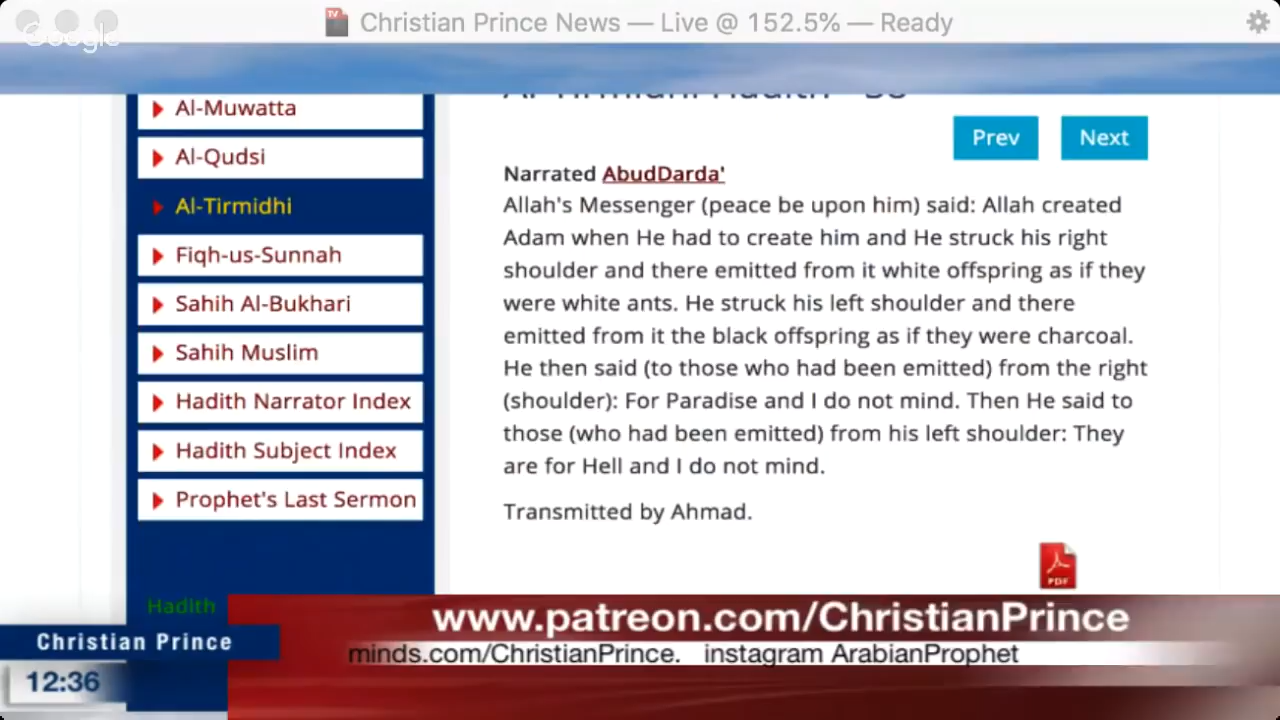 Christian Prince News — Live @ 152.5% — Ready
Google
Al-Muwatta
Al-Qudsi
Al-Tirmidhi
Fiqh-us-Sunnah
Sahih Al-Bukhari
Sahih Muslim
Hadith Narrator Index
Hadith Subject Index
Prophet's Last Sermon
Hadith
Prev Next
Narrated AbudDarda'
Allah's Messenger (peace be upon him) said: Allah created
Adam when He had to create him and He struck his right
shoulder and there emitted from it white offspring as if they
were white ants. He struck his left shoulder and there
emitted from it the black offspring as if they were charcoal.
He then said (to those who had been emitted) from the right
(shoulder): For Paradise and I do not mind. Then He said to
those (who had been emitted) from his left shoulder: They
are for Hell and I do not mind.
Transmitted by Ahmad.
PDF
www.patreon.com/ChristianPrince
minds.com/ChristianPrince. instagram ArabianProphet
Christian Prince
12:36